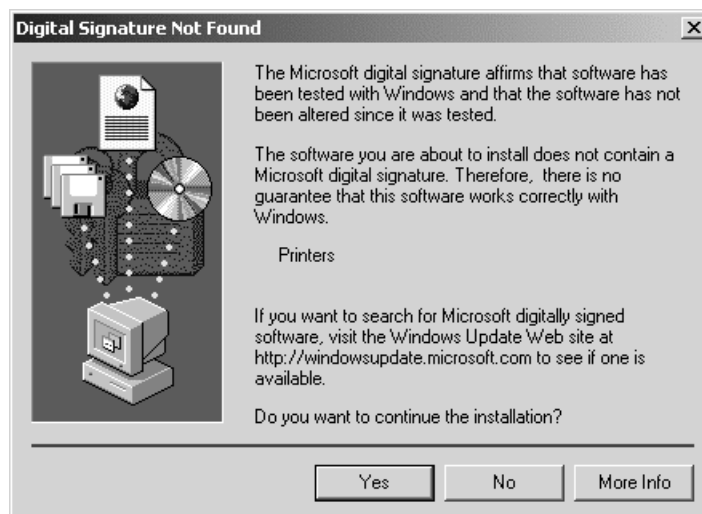 Digital Signature Not Found
The Microsoft digital signature affirms that software has
been tested with Windows and that the software has not
been altered since it was tested.
The software you are about to install does not contain a
Microsoft digital signature. Therefore, there is no
guarantee that this software works correctly with
Windows.
Printers
If you want to search for Microsoft digitally signed
software, visit the Windows Update Web site at
http://windowsupdate.microsoft.com to see if one is
available.
Do you want to continue the installation?
Yes No More Info